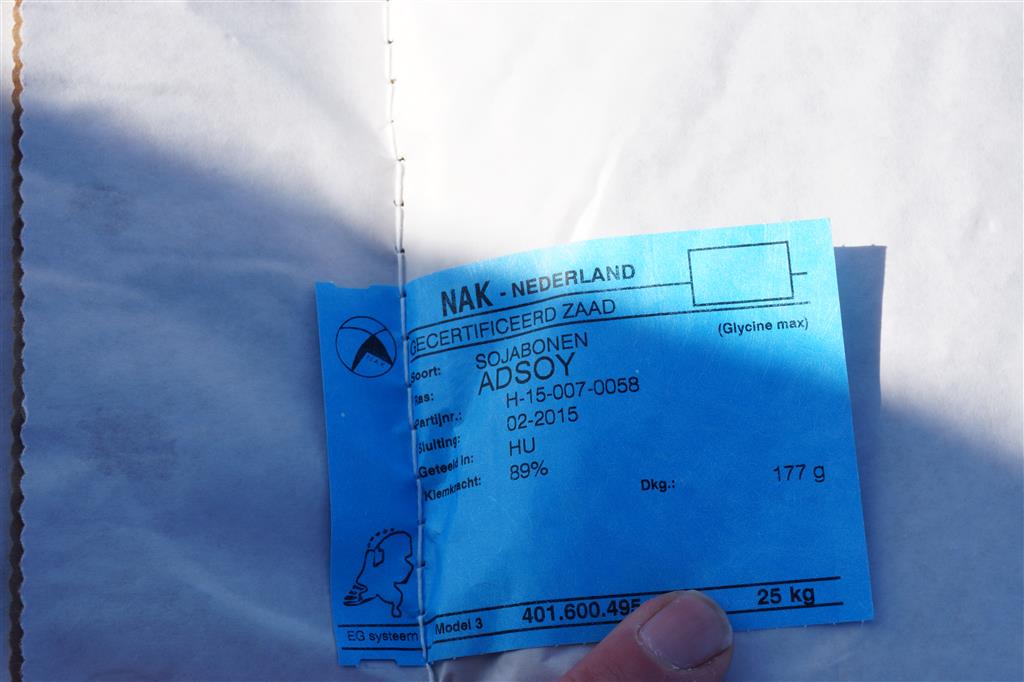 NAK - NEDERLAND
GECERTIFICEERD ZAAD
(Glycine max)
Soort: SOJABONEN
Ras: ADSOY
Partijnr.: H-15-007-0058
Sluiting: 02-2015
Geteeld in: HU
Kiemkracht: 89%
Dkg.: 177 g
EG systeem
Model 3 401.600.495 25 kg